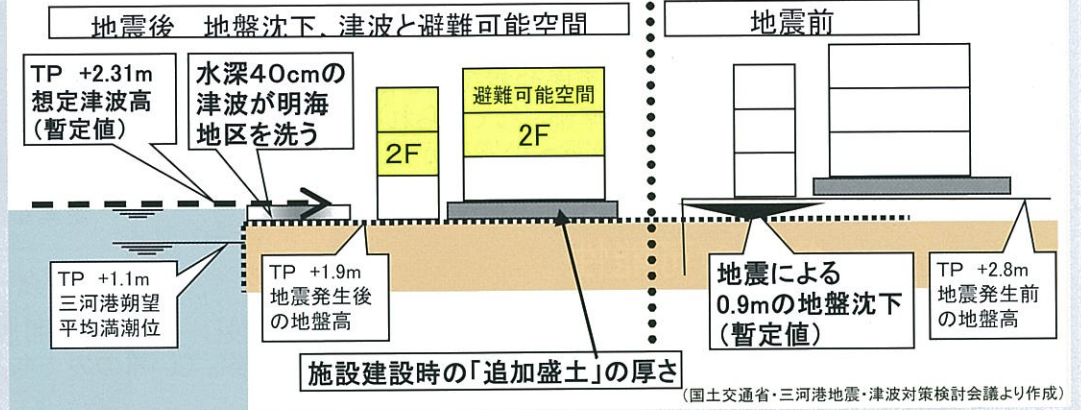 地震後 地盤沈下、津波と避難可能空間
地震前
TP +2.31m
想定津波高
(暫定値)
水深40cmの
津波が明海
地区を洗う
2F
避難可能空間
2F
TP +1.1m
三河港朔望
平均満潮位
TP +1.9m
地震発生後
の地盤高
地震による
0.9mの地盤沈下
(暫定値)
TP +2.8m
地震発生前
の地盤高
施設建設時の「追加盛土」の厚さ
(国土交通省・三河港地震・津波対策検討会議より作成)